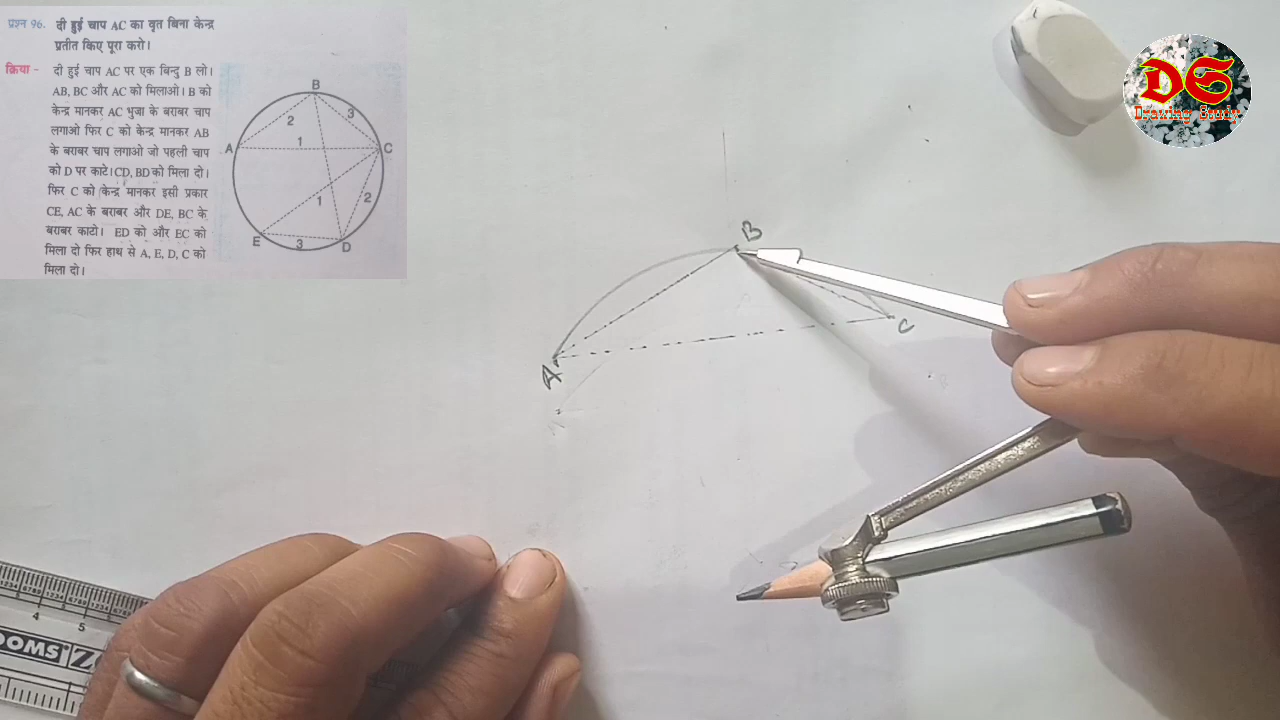 प्रश्न 96. दी हुई चाप AC का वृत बिना केन्द्र
प्रतीत किए पूरा करो।
क्रिया - दी हुई चाप AC पर एक बिन्दु B लो।
AB, BC और AC को मिलाओ। B को
केन्द्र मानकर AC भुजा के बराबर चाप
लगाओ फिर C को केन्द्र मानकर AB
के बराबर चाप लगाओ जो पहली चाप
को D पर काटे। CD, BD को मिला दो।
फिर C को केन्द्र मानकर इसी प्रकार
CE, AC के बराबर और DE, BC के
बराबर काटो। ED को और EC को
मिला दो फिर हाथ से A, E, D, C को
मिला दो।
B
2
3
A
1
C
1
2
E
3
D
DS
Drawing Study
B
C
A
4 5